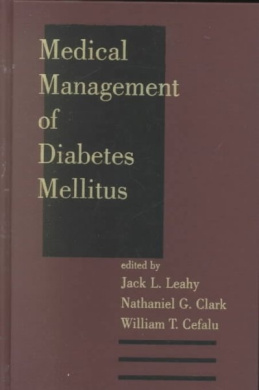 Medical
Management
of
Diabetes
Mellitus
edited by
Jack L. Leahy
Nathaniel G. Clark
William T. Cefalu